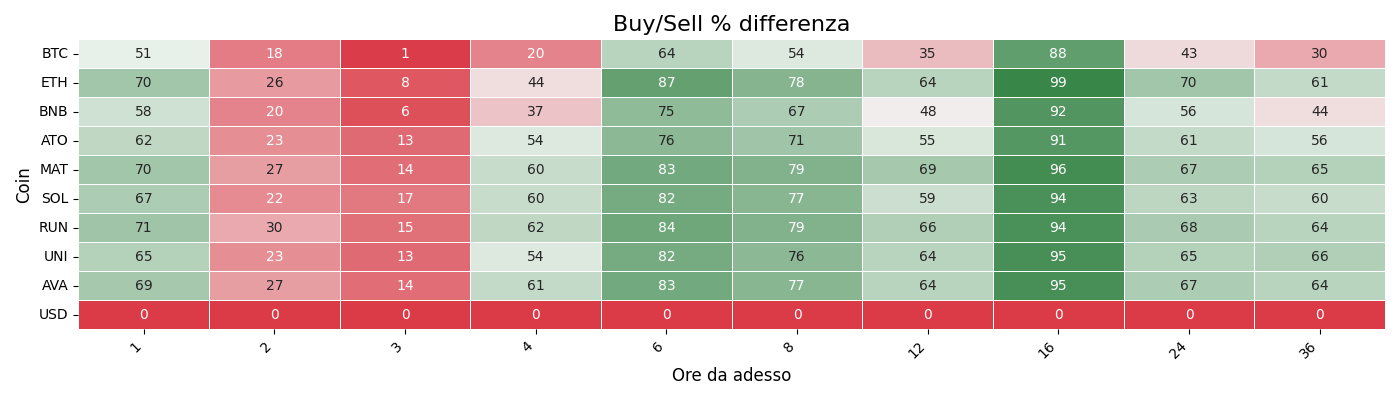 Buy/Sell % differenza
Coin
BTC 51 18 1 20 64 54 35 88 43 30
ETH 70 26 8 44 87 78 64 99 70 61
BNB 58 20 6 37 75 67 48 92 56 44
ATO 62 23 13 54 76 71 55 91 61 56
MAT 70 27 14 60 83 79 69 96 67 65
SOL 67 22 17 60 82 77 59 94 63 60
RUN 71 30 15 62 84 79 66 94 68 64
UNI 65 23 13 54 82 76 64 95 65 66
AVA 69 27 14 61 83 77 64 95 67 64
USD 0 0 0 0 0 0 0 0 0 0
1 2 3 4 6 8 12 16 24 36
Ore da adesso